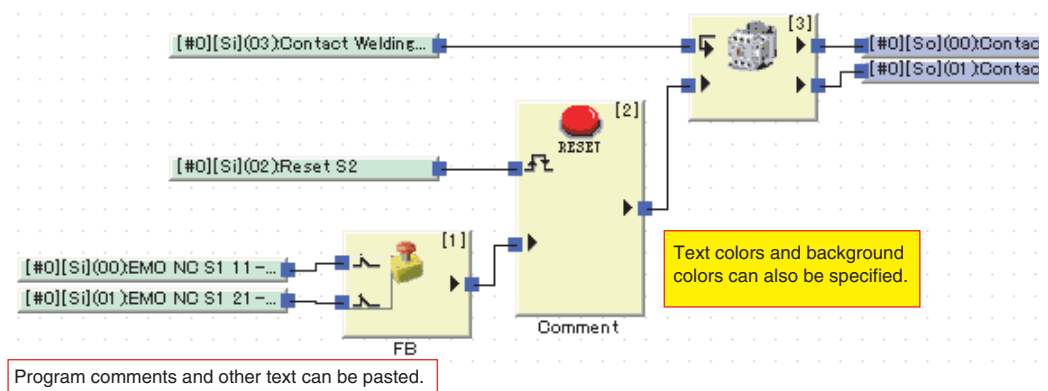 [3]
[#0][Si](03):Contact Welding...
[#0][So](00):Contac
[#0][So](01):Contac
[2]
RESET
[#0][Si](02):Reset S2
[1]
Text colors and background
colors can also be specified.
[#0][Si](00):EMO NC S1 11-...
[#0][Si](01):EMO NC S1 21-...
Comment
FB
Program comments and other text can be pasted.